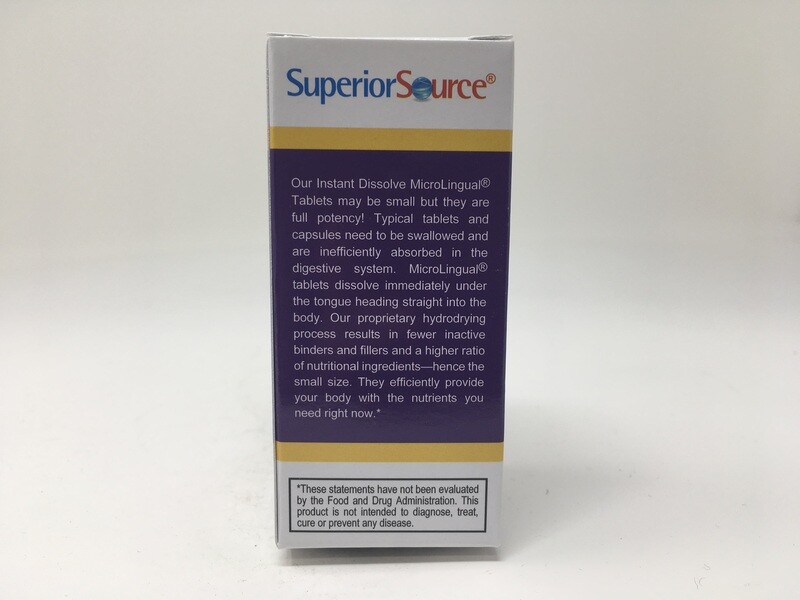 SuperiorSource®
Our Instant Dissolve MicroLingual®
Tablets may be small but they are
full potency! Typical tablets and
capsules need to be swallowed and
are inefficiently absorbed in the
digestive system. MicroLingual®
tablets dissolve immediately under
the tongue heading straight into the
body. Our proprietary hydrodrying
process results in fewer inactive
binders and fillers and a higher ratio
of nutritional ingredients—hence the
small size. They efficiently provide
your body with the nutrients you
need right now.*
*These statements have not been evaluated
by the Food and Drug Administration. This
product is not intended to diagnose, treat,
cure or prevent any disease.